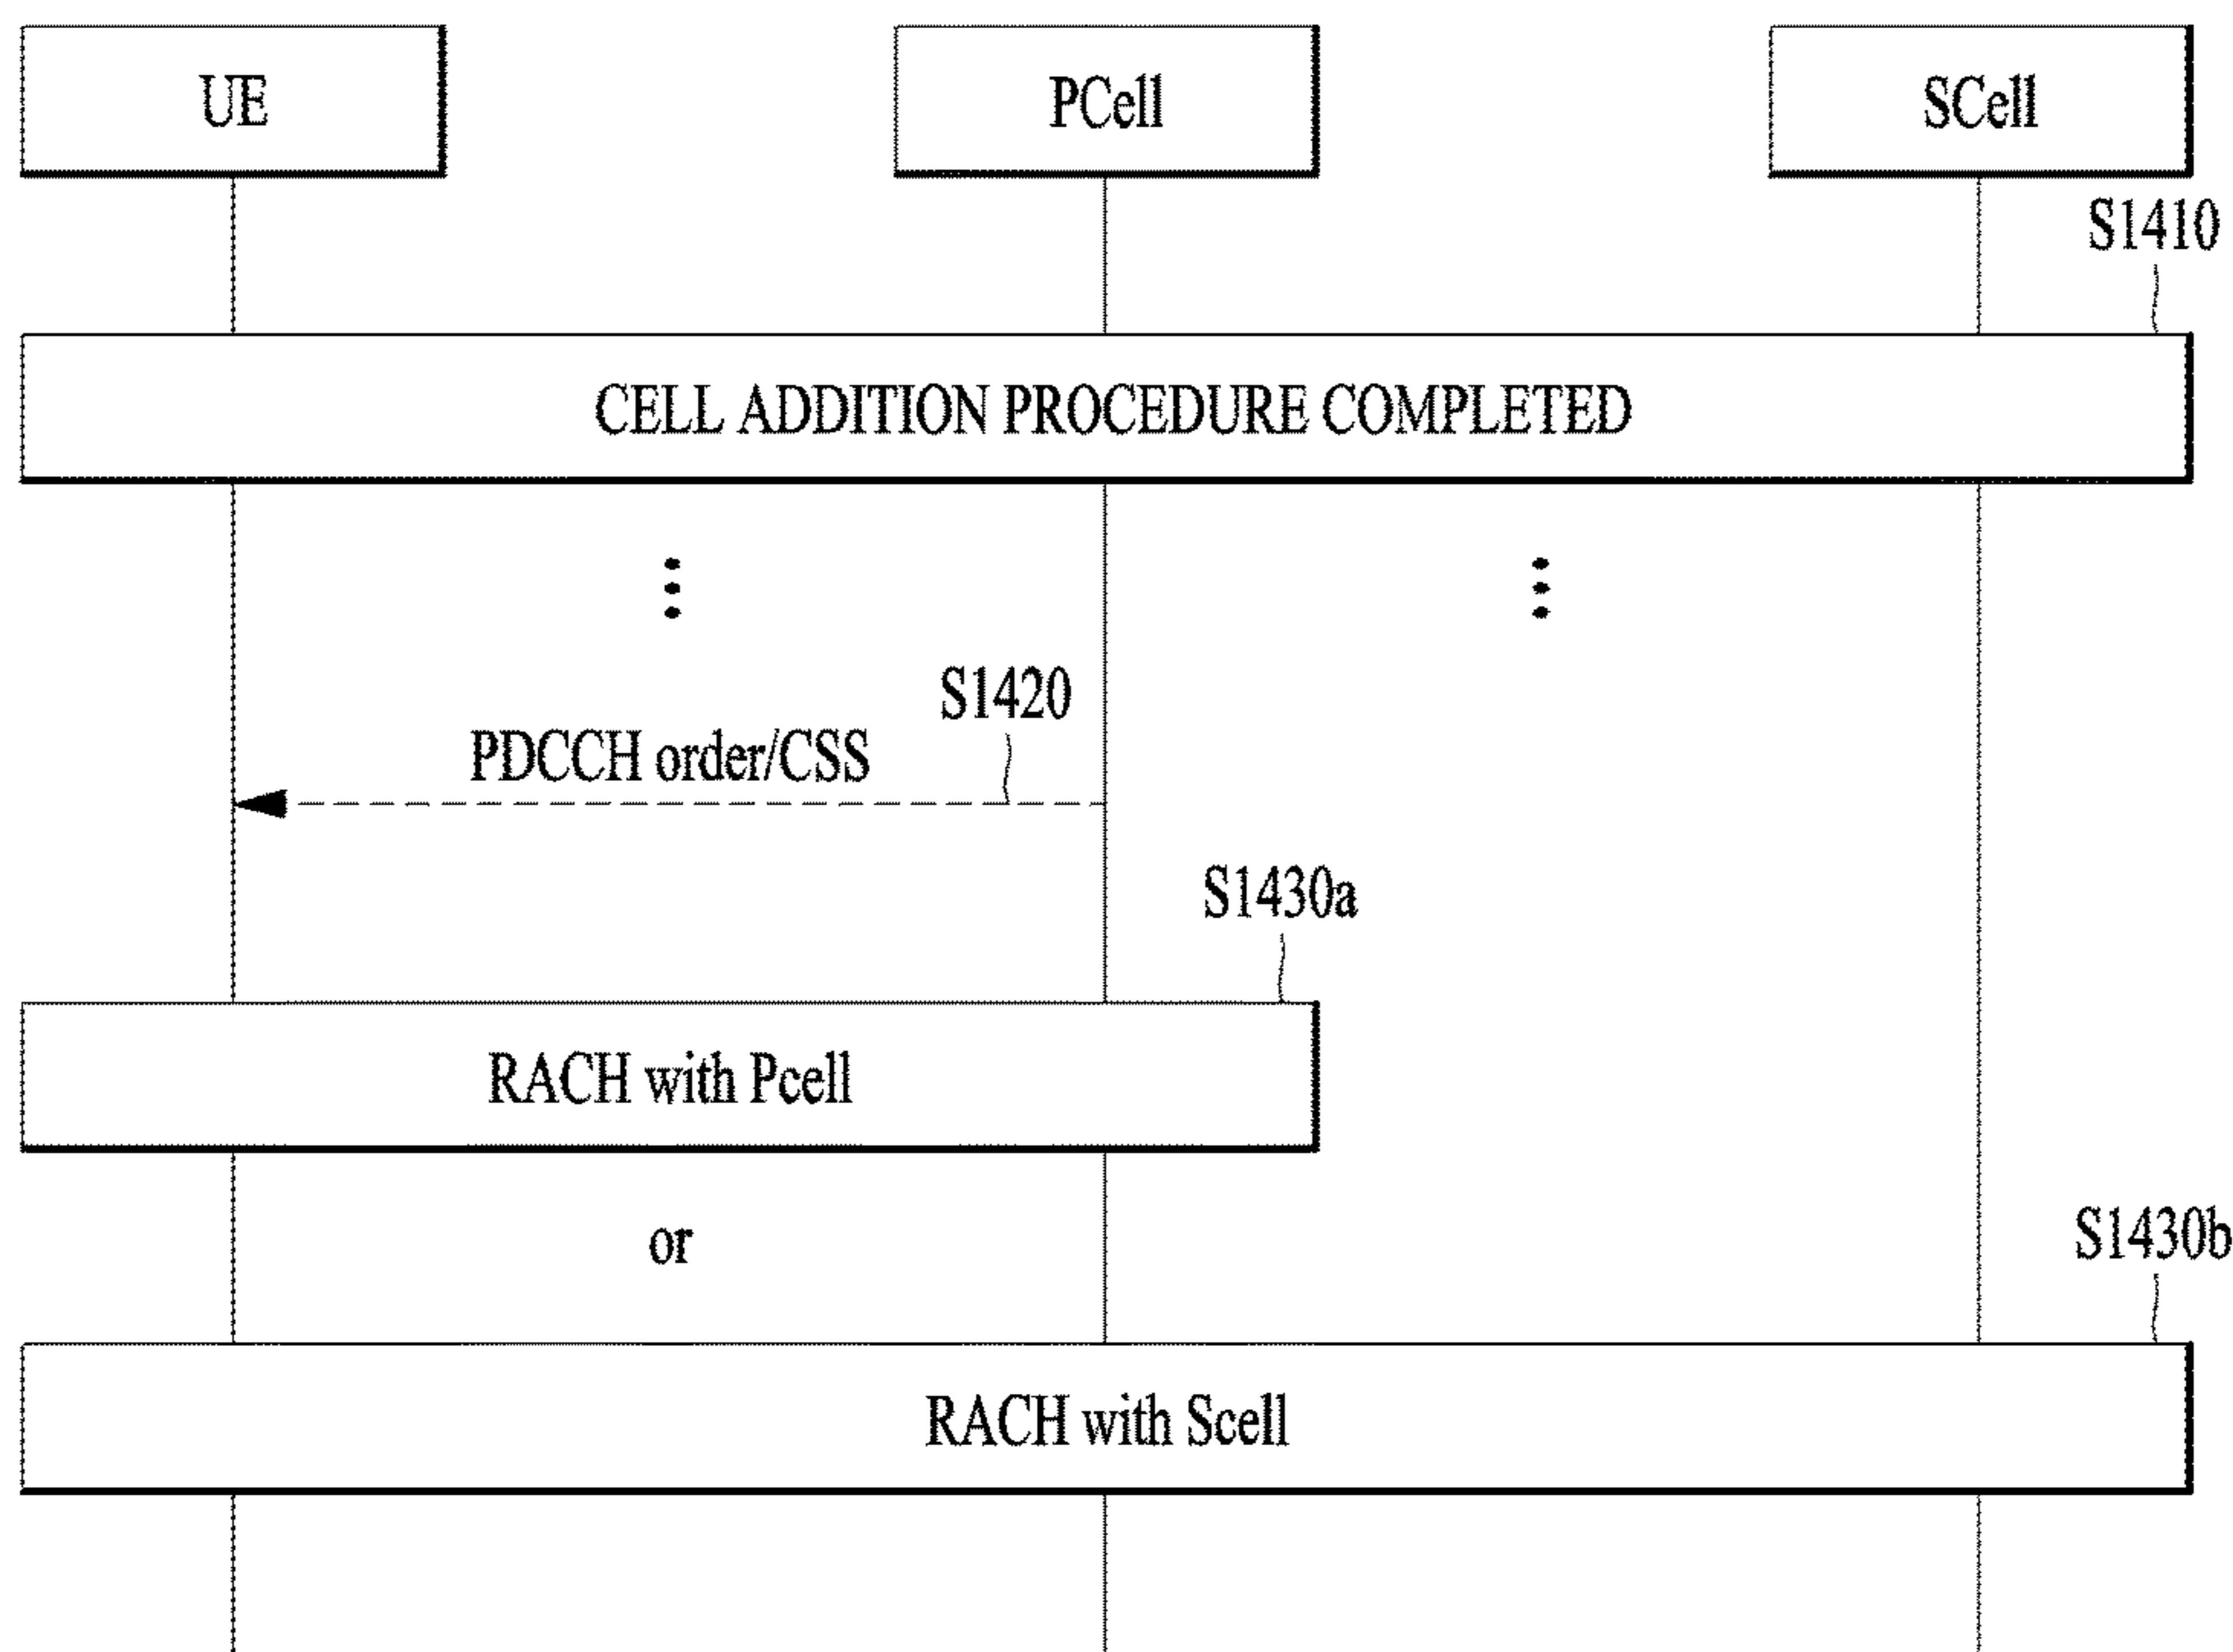 UE
PCell
SCell
S1410
CELL ADDITION PROCEDURE COMPLETED
S1420
PDCCH order/CSS
S1430a
RACH with Pcell
or
S1430b
RACH with Scell